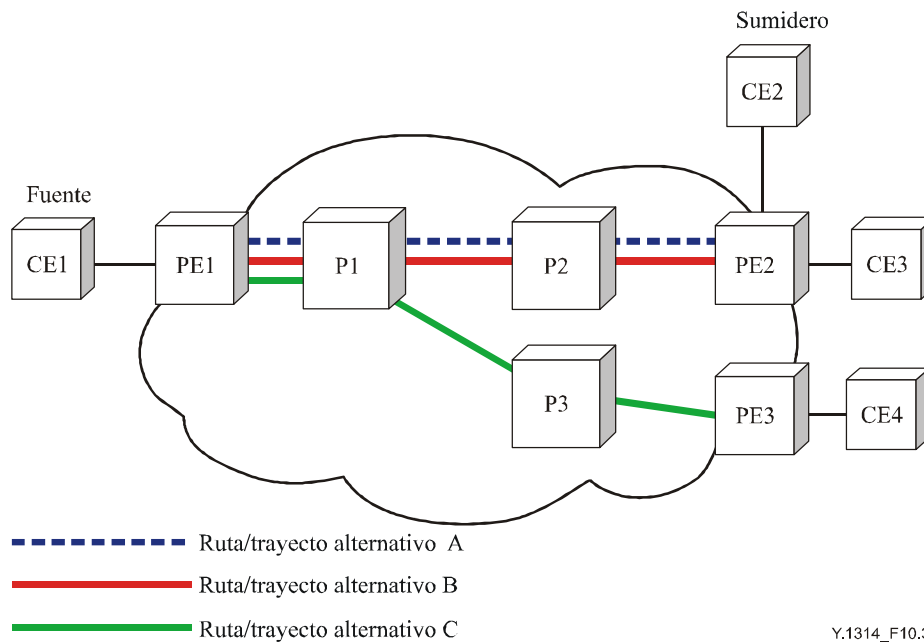 Sumidero
CE2
Fuente
CE1
PE1
P1
P2
PE2
CE3
P3
PE3
CE4
Ruta/trayecto alternativo A
Ruta/trayecto alternativo B
Ruta/trayecto alternativo C